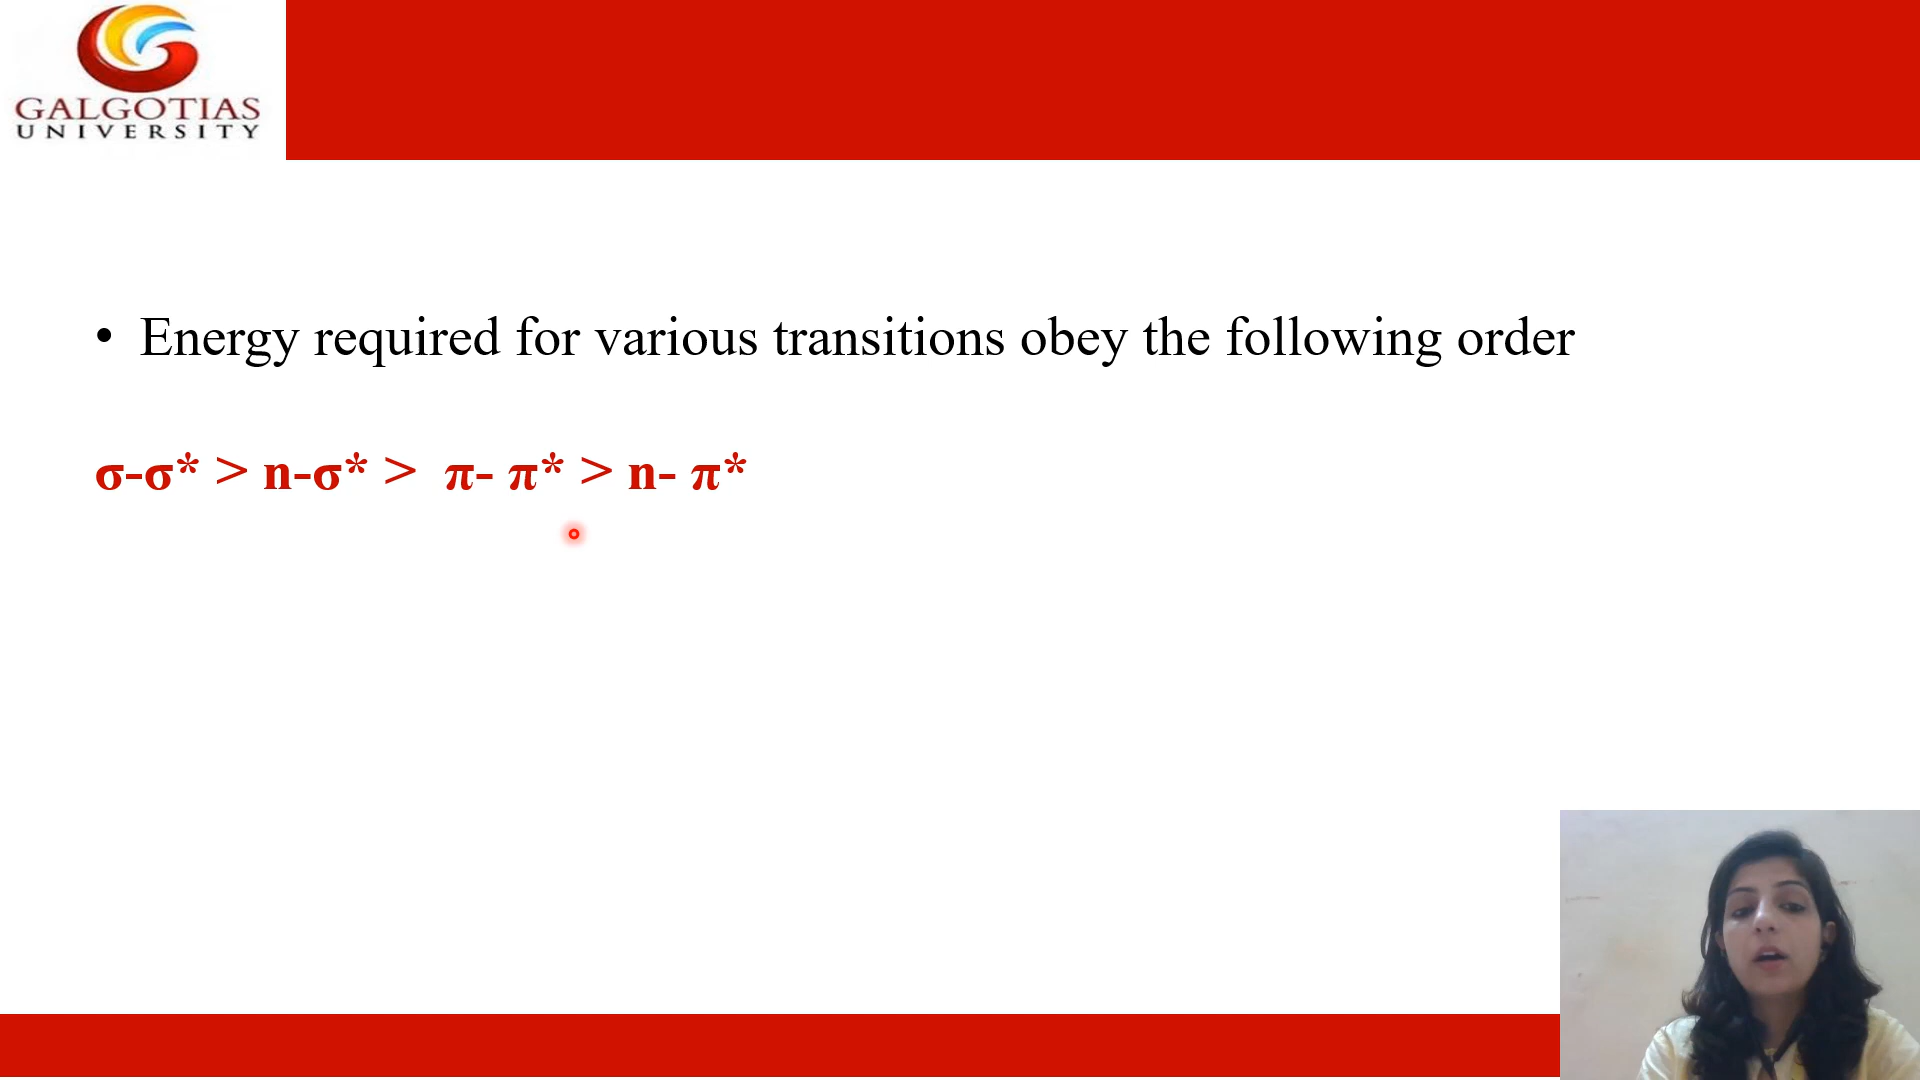 GALGOTIAS
UNIVERSITY
• Energy required for various transitions obey the following order
σ-σ* > n-σ* >  π- π* > n- π*